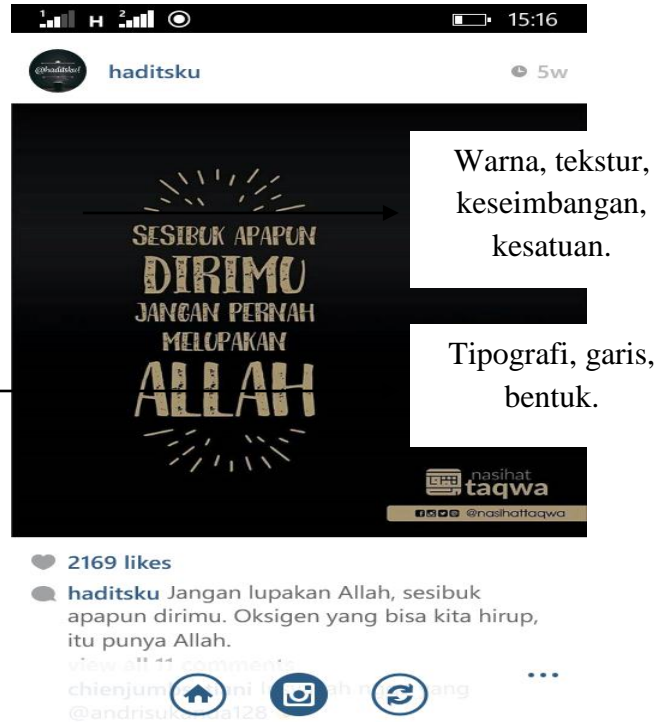 1 H 2 15:16
haditsku 5w
Warna, tekstur,
keseimbangan,
kesatuan.
SESIBUK APAPUN
DIRIMU
JANGAN PERNAH
MELUPAKAN
ALLAH
Tipografi, garis,
bentuk.
nasihat
taqwa
@nasihattaqwa
2169 likes
haditsku Jangan lupakan Allah, sesibuk
apapun dirimu. Oksigen yang bisa kita hirup,
itu punya Allah.
view all 11 comments